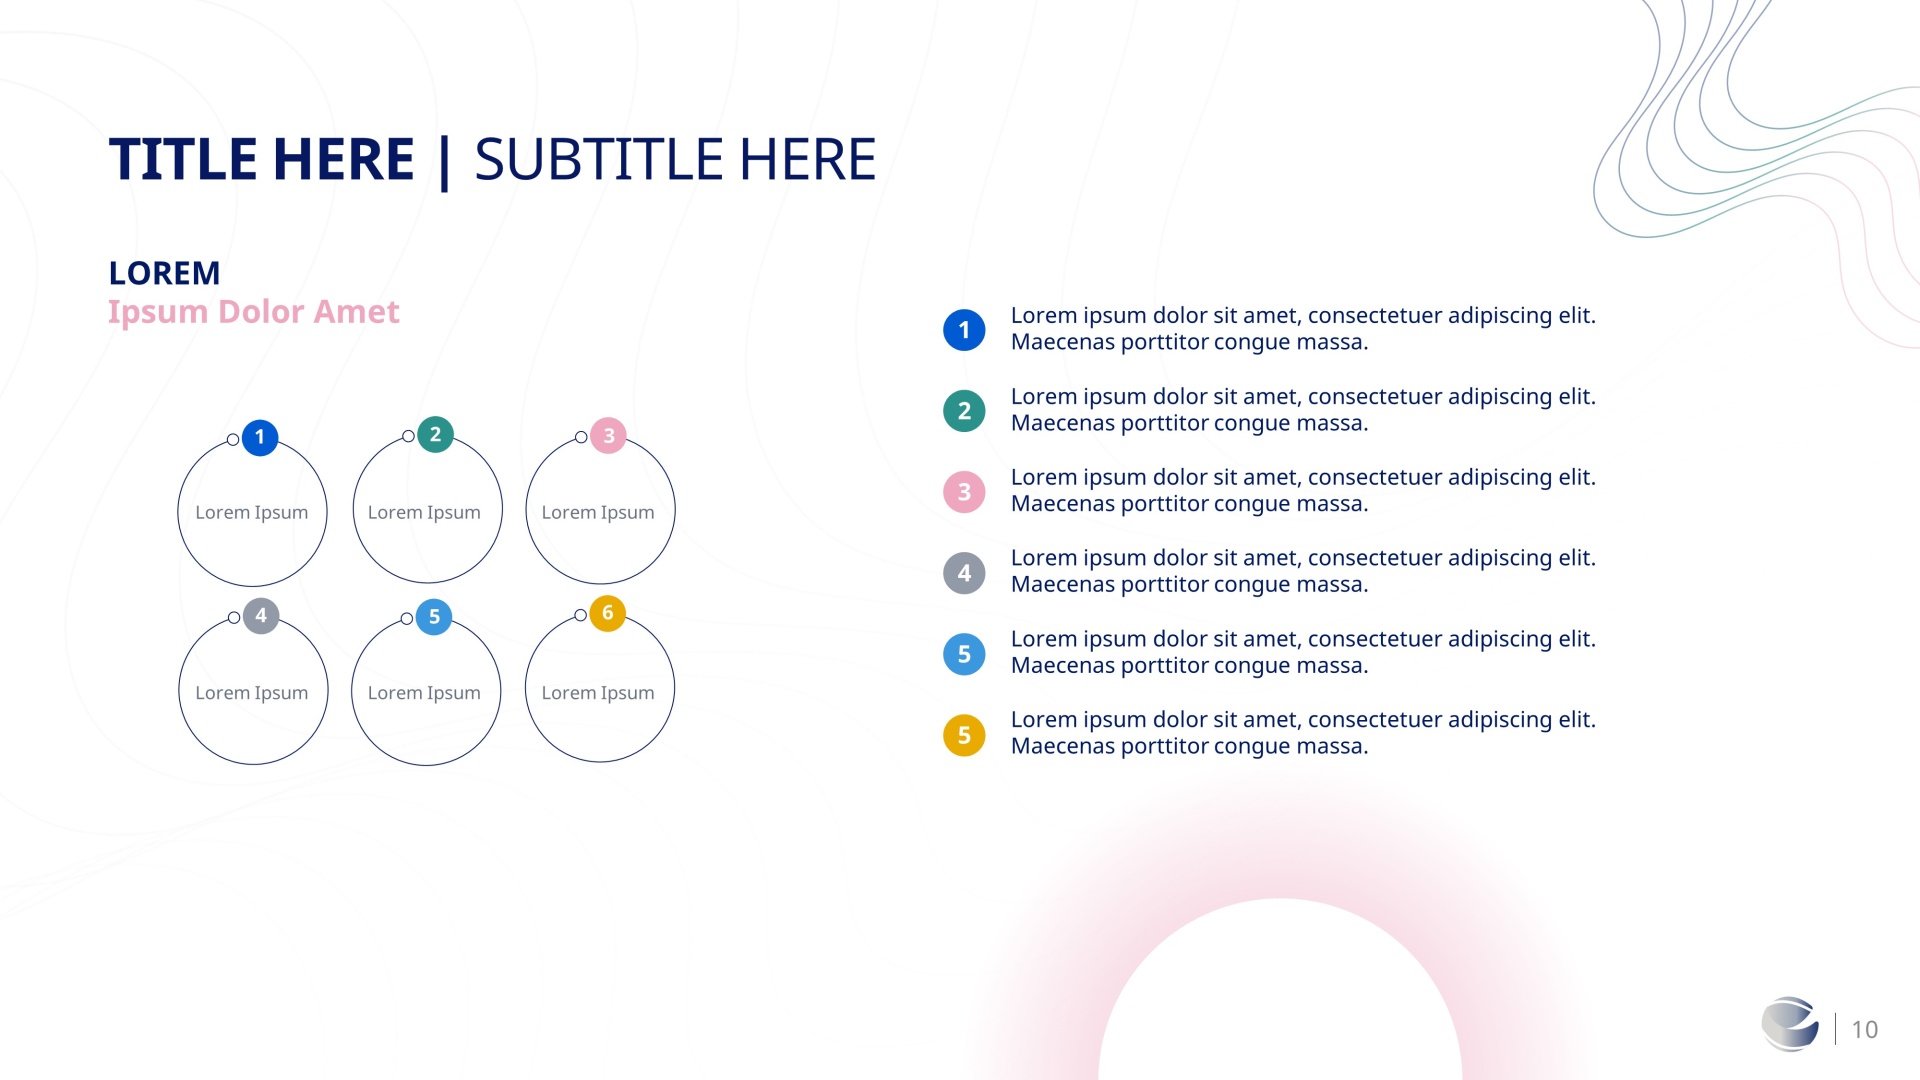 TITLE HERE | SUBTITLE HERE
LOREM
Ipsum Dolor Amet
1
2
3
Lorem Ipsum
Lorem Ipsum
Lorem Ipsum
4
5
6
Lorem Ipsum
Lorem Ipsum
Lorem Ipsum
1
Lorem ipsum dolor sit amet, consectetuer adipiscing elit.
Maecenas porttitor congue massa.
2
Lorem ipsum dolor sit amet, consectetuer adipiscing elit.
Maecenas porttitor congue massa.
3
Lorem ipsum dolor sit amet, consectetuer adipiscing elit.
Maecenas porttitor congue massa.
4
Lorem ipsum dolor sit amet, consectetuer adipiscing elit.
Maecenas porttitor congue massa.
5
Lorem ipsum dolor sit amet, consectetuer adipiscing elit.
Maecenas porttitor congue massa.
5
Lorem ipsum dolor sit amet, consectetuer adipiscing elit.
Maecenas porttitor congue massa.
10